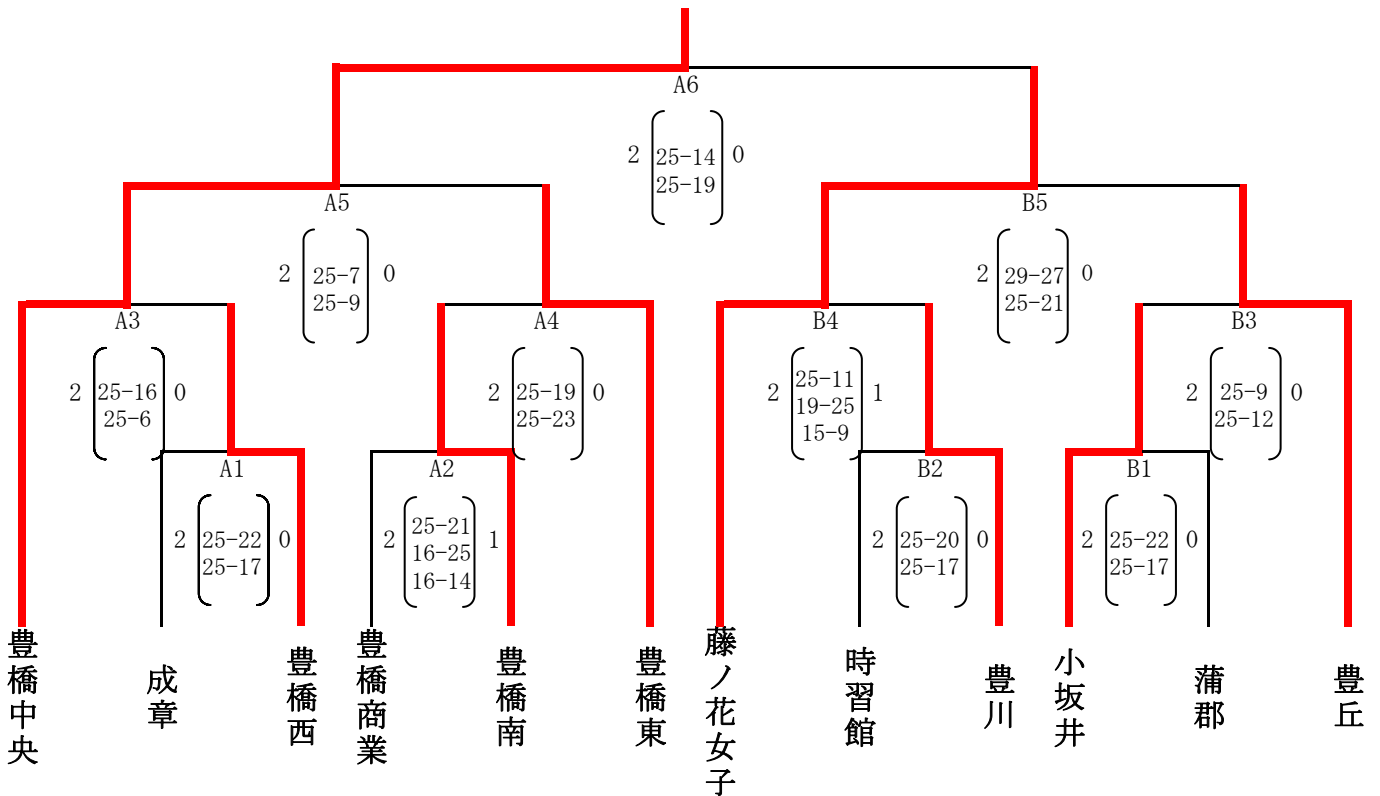 A6
2 25-14 0
25-19
A5
B5
2 25-7 0
25-9
2 29-27 0
25-21
A3
A4
B4
B3
2 25-16 0
25-6
2 25-19 0
25-23
25-11
2 19-25 1
15-9
2 25-9 0
25-12
A1
A2
B2
B1
2 25-22 0
25-17
25-21
2 16-25 1
16-14
2 25-20 0
25-17
2 25-22 0
25-17
豊橋中央
成章
豊橋西
豊橋商業
豊橋南
豊橋東
藤ノ花女子
時習館
豊川
小坂井
蒲郡
豊丘